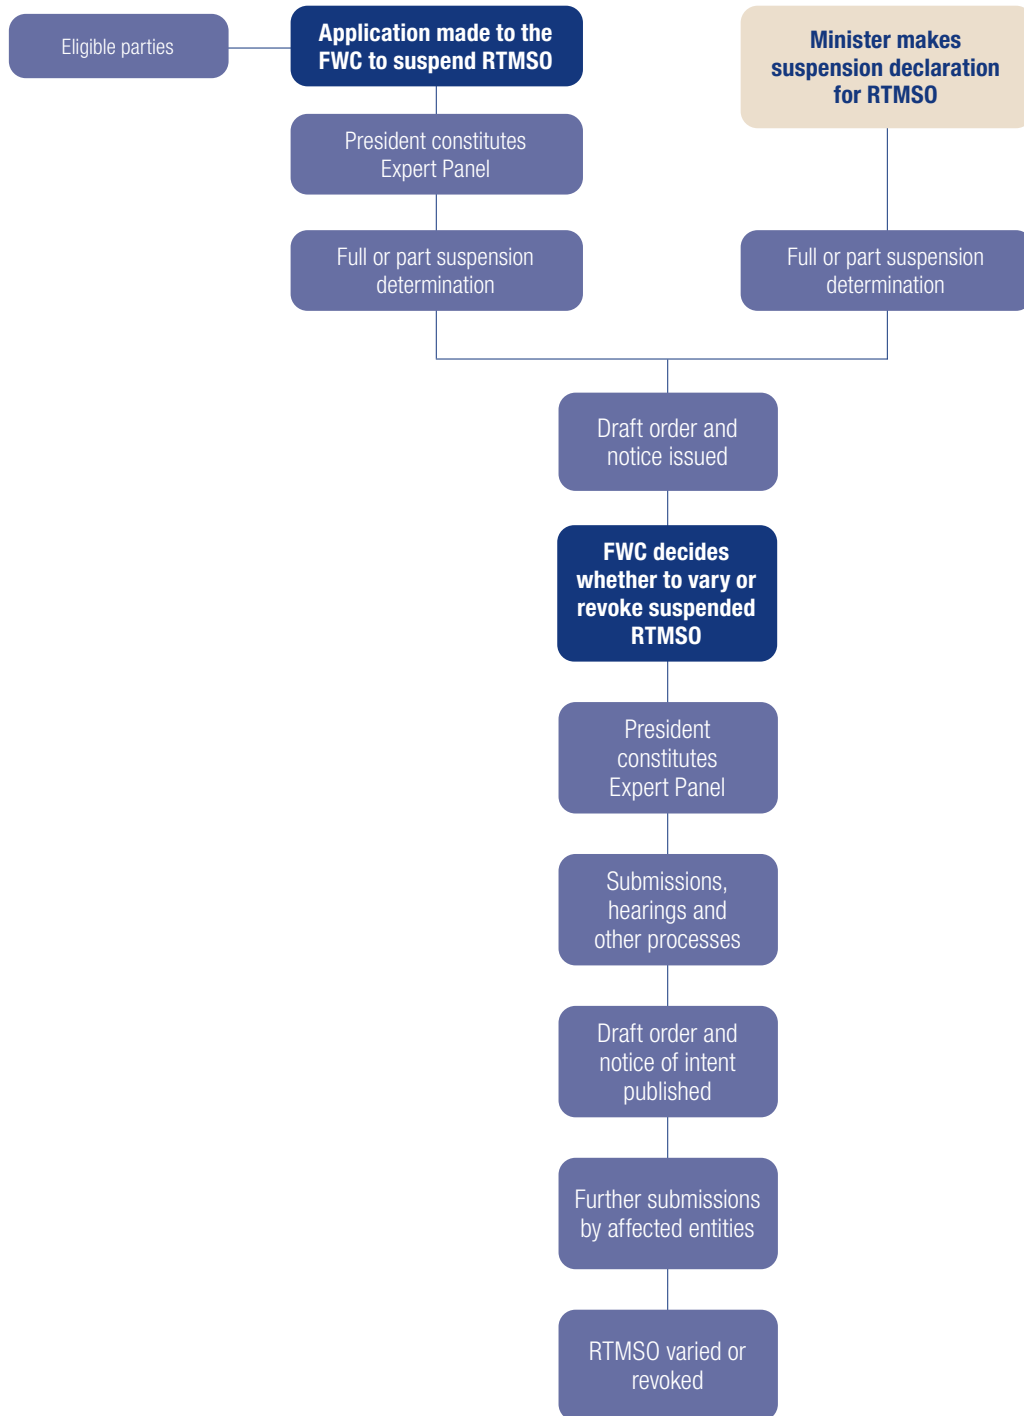 Eligible parties
Application made to the
FWC to suspend RTMSO
Minister makes
suspension declaration
for RTMSO
President constitutes
Expert Panel
Full or part suspension
determination
Full or part suspension
determination
Draft order and
notice issued
FWC decides
whether to vary or
revoke suspended
RTMSO
President
constitutes
Expert Panel
Submissions,
hearings and
other processes
Draft order and
notice of intent
published
Further submissions
by affected entities
RTMSO varied or
revoked